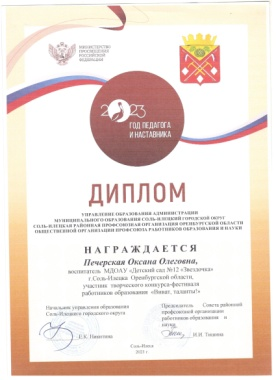 МИНИСТЕРСТВО
ПРОСВЕЩЕНИЯ
РОССИЙСКОЙ
ФЕДЕРАЦИИ
2023
ГОД ПЕДАГОГА
И НАСТАВНИКА
ДИПЛОМ
УПРАВЛЕНИЕ ОБРАЗОВАНИЯ АДМИНИСТРАЦИИ
МУНИЦИПАЛЬНОГО ОБРАЗОВАНИЯ СОЛЬ-ИЛЕЦКИЙ ГОРОДСКОЙ ОКРУГ
СОЛЬ-ИЛЕЦКАЯ РАЙОННАЯ ПРОФСОЮЗНАЯ ОРГАНИЗАЦИЯ ОРЕНБУРГСКОЙ ОБЛАСТИ
ОБЩЕСТВЕННОЙ ОРГАНИЗАЦИИ ПРОФСОЮЗА РАБОТНИКОВ ОБРАЗОВАНИЯ И НАУКИ
НАГРАЖДАЕТСЯ
Печерская Оксана Олеговна,
воспитатель МДОАУ «Детский сад №12 «Звездочка»
г.Соль-Илецка Оренбургской области,
участник творческого конкурса-фестиваля
работников образования «Виват, таланты!»
Начальник управления образования
Соль-Илецкого городского округа
Председатель Совета районной
профсоюзной организации
работников образования и
науки
Е.К.
Соль-Илецк
2023 г